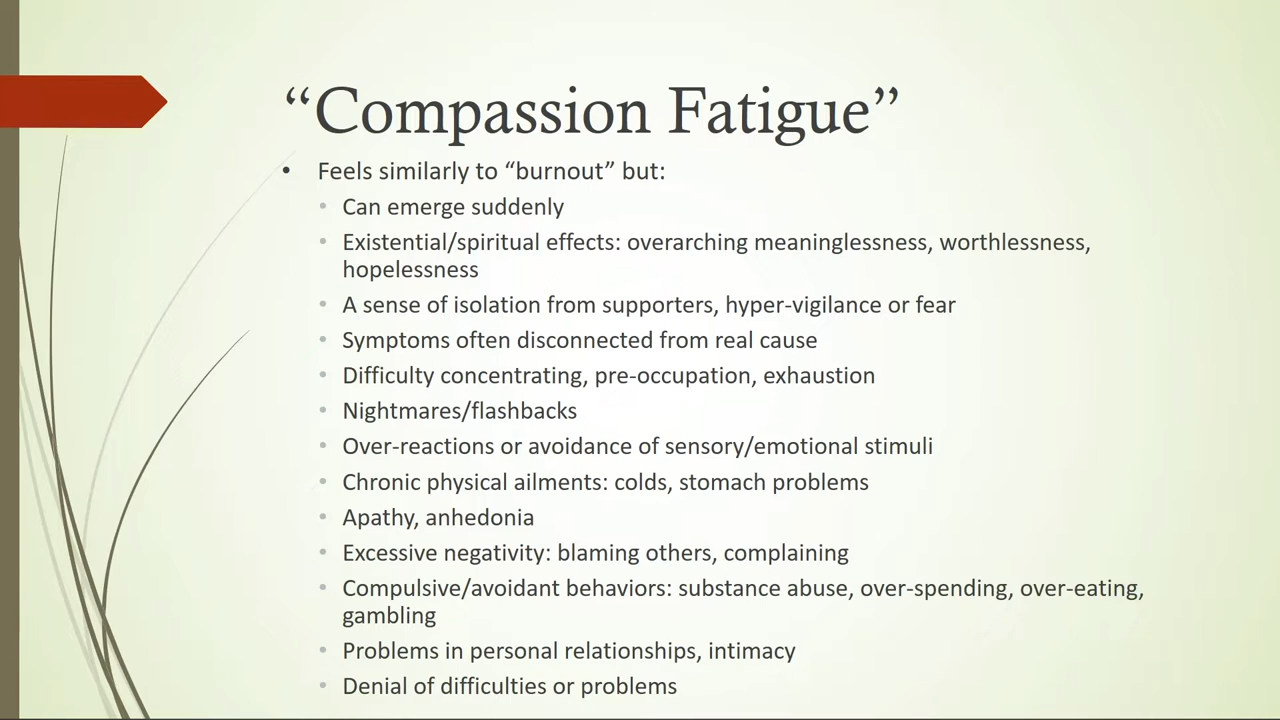 “Compassion Fatigue”
• Feels similarly to “burnout” but:
• Can emerge suddenly
• Existential/spiritual effects: overarching meaninglessness, worthlessness,
hopelessness
• A sense of isolation from supporters, hyper-vigilance or fear
• Symptoms often disconnected from real cause
• Difficulty concentrating, pre-occupation, exhaustion
• Nightmares/flashbacks
• Over-reactions or avoidance of sensory/emotional stimuli
• Chronic physical ailments: colds, stomach problems
• Apathy, anhedonia
• Excessive negativity: blaming others, complaining
• Compulsive/avoidant behaviors: substance abuse, over-spending, over-eating,
gambling
• Problems in personal relationships, intimacy
• Denial of difficulties or problems